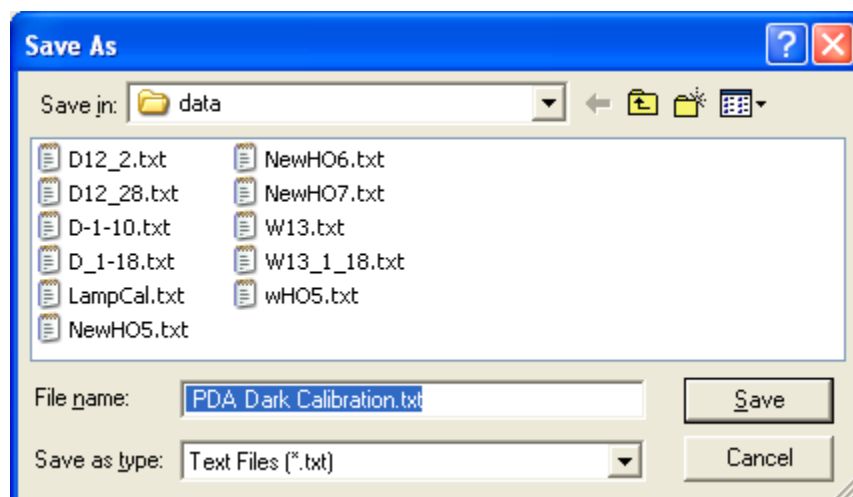 Save As
Save in: data
D12_2.txt NewHO6.txt
D12_28.txt NewHO7.txt
D-1-10.txt W13.txt
D_1-18.txt W13_1_18.txt
LampCal.txt wHO5.txt
NewHO5.txt
File name: PDA Dark Calibration.txt Save
Save as type: Text Files (*.txt) Cancel